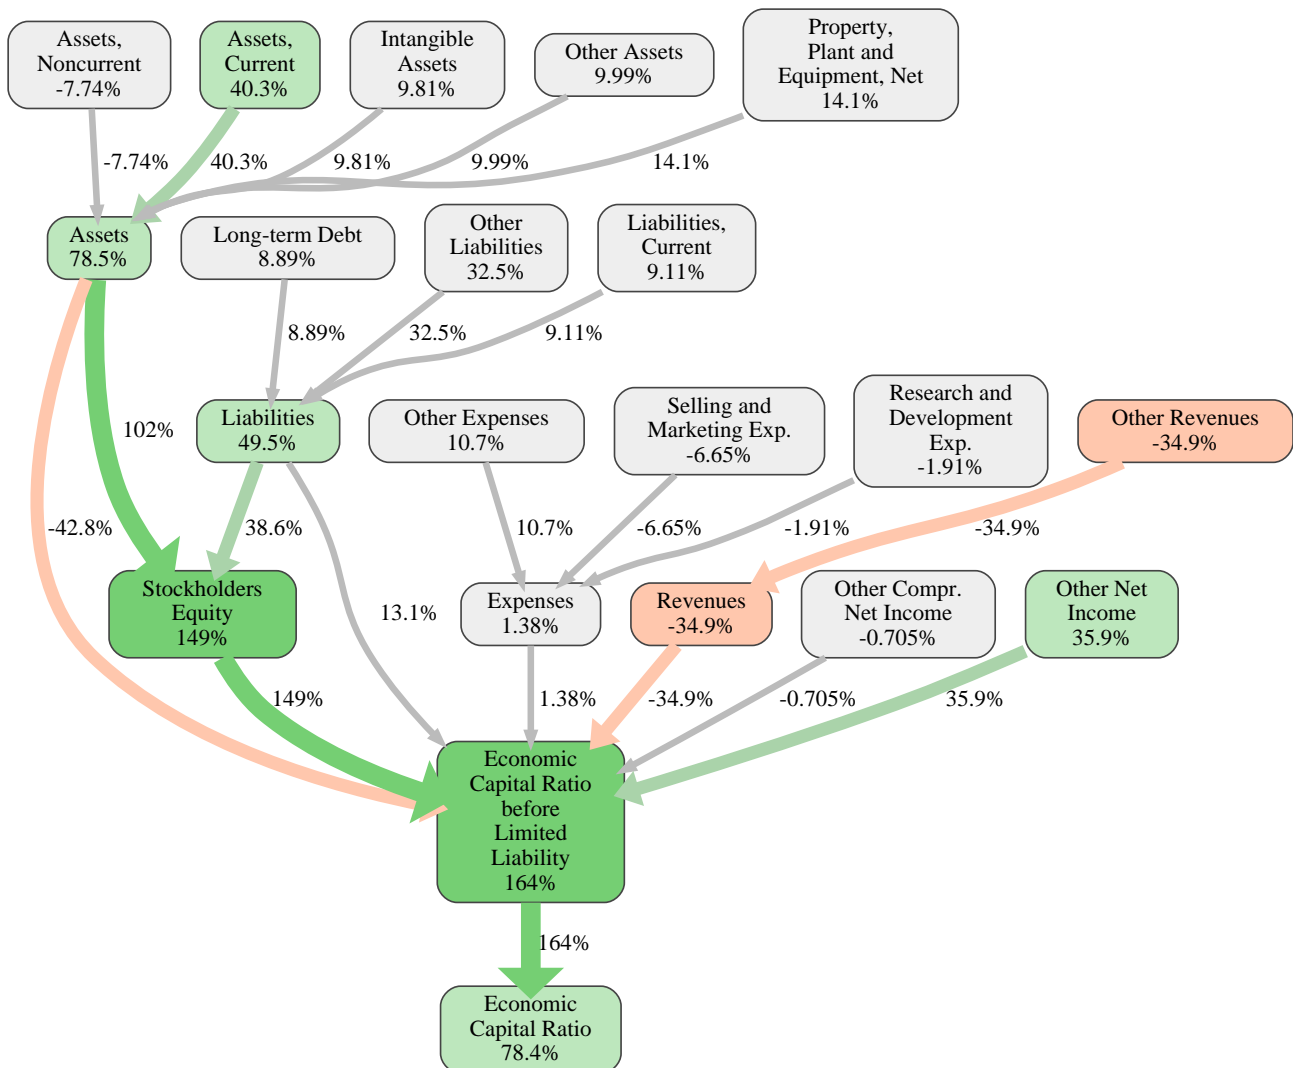 Assets,
Noncurrent
-7.74%
Assets,
Current
40.3%
Intangible
Assets
9.81%
Other Assets
9.99%
Property,
Plant and
Equipment, Net
14.1%
-7.74%
40.3%
9.81%
9.99%
14.1%
Assets
78.5%
Long-term Debt
8.89%
Other
Liabilities
32.5%
Liabilities,
Current
9.11%
8.89%
32.5%
9.11%
Liabilities
49.5%
Other Expenses
10.7%
Selling and
Marketing Exp.
-6.65%
Research and
Development
Exp.
-1.91%
Other Revenues
-34.9%
102%
-42.8%
38.6%
10.7%
-6.65%
-1.91%
-34.9%
Stockholders
Equity
149%
13.1%
Expenses
1.38%
Revenues
-34.9%
Other Compr.
Net Income
-0.705%
Other Net
Income
35.9%
149%
1.38%
-34.9%
-0.705%
35.9%
Economic
Capital Ratio
before
Limited
Liability
164%
164%
Economic
Capital Ratio
78.4%